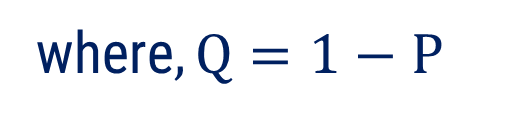 where, Q = 1 − P